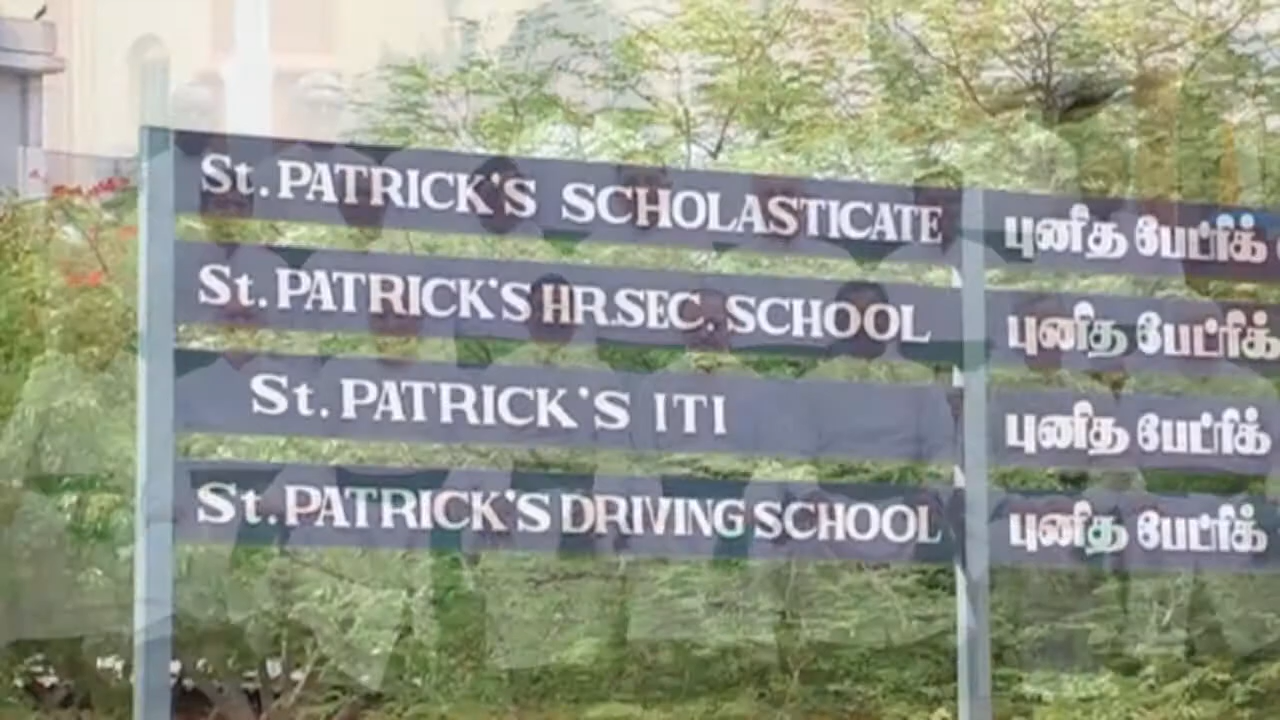 St. PATRICK'S SCHOLASTICATE புனித பேட்ரிக்
St. PATRICK'S HR.SEC. SCHOOL புனித பேட்ரிக்
St. PATRICK'S ITI புனித பேட்ரிக்
St. PATRICK'S DRIVING SCHOOL புனித பேட்ரிக்